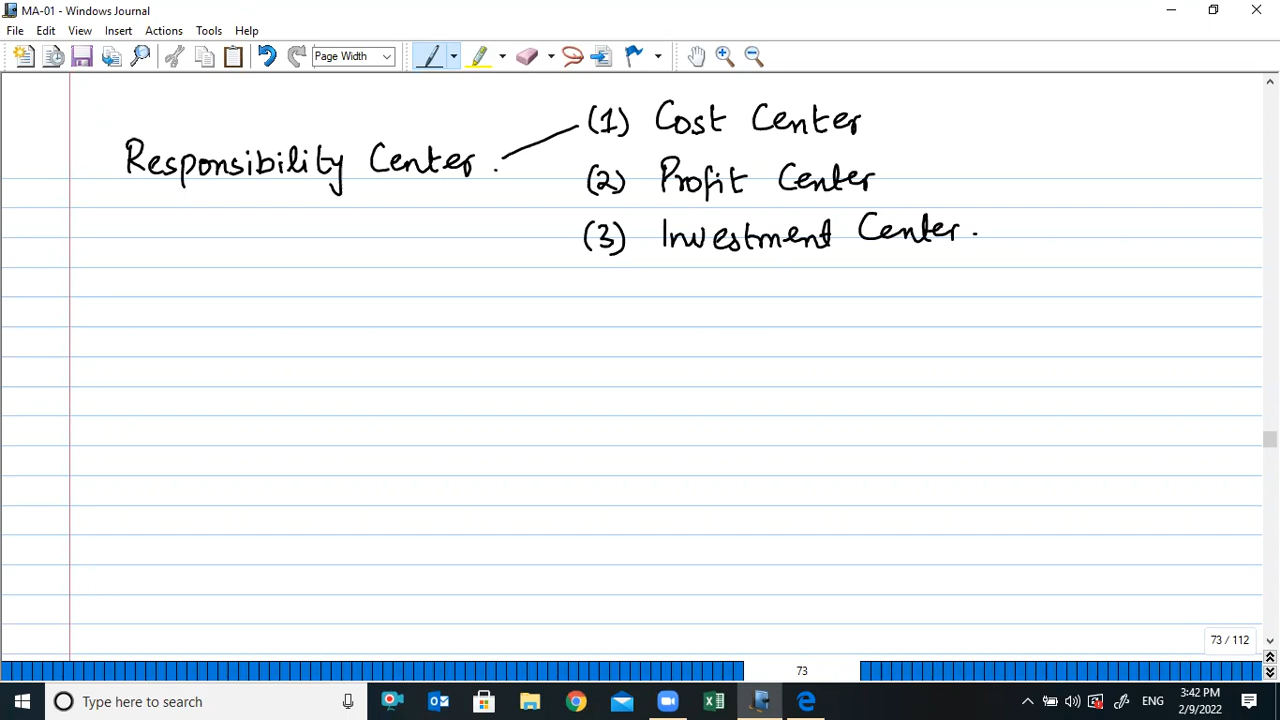 MA-01 - Windows Journal
File Edit View Insert Actions Tools Help
Page Width
(1) Cost Center
Responsibility Center.
(2) Profit Center
(3) Investment Center.
73 / 112
73
Type here to search
ENG
3:42 PM
2/9/2022